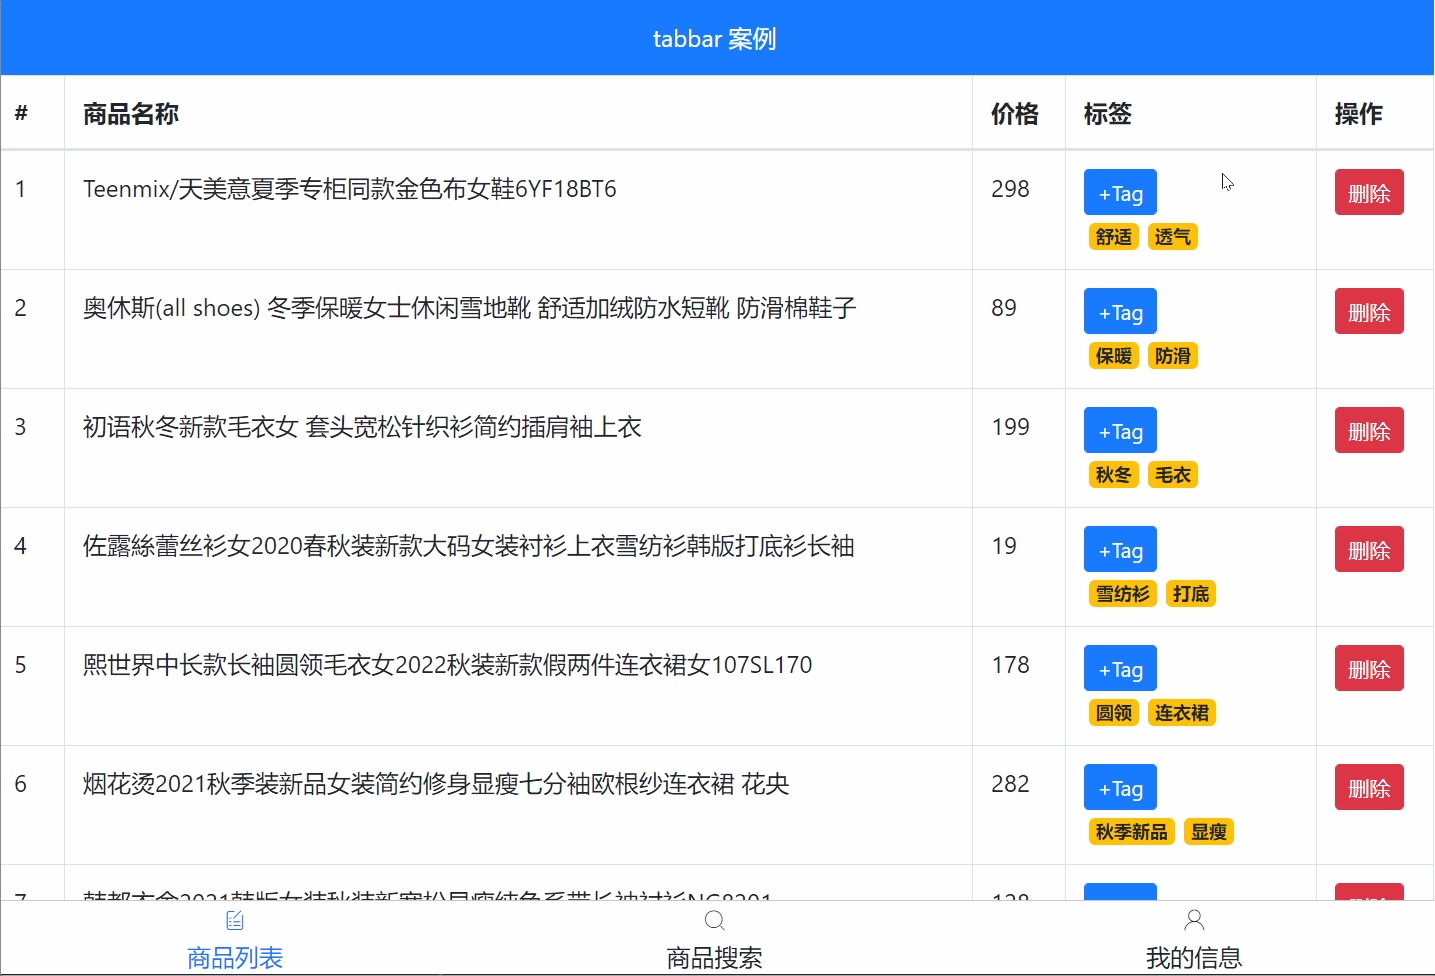 tabbar 案例
# 商品名称 价格 标签 操作
1 Teenmix/天美意夏季专柜同款金色布女鞋6YF18BT6 298 +Tag 删除
舒适 透气
2 奥休斯(all shoes) 冬季保暖女士休闲雪地靴 舒适加绒防水短靴 防滑棉鞋子 89 +Tag 删除
保暖 防滑
3 初语秋冬新款毛衣女 套头宽松针织衫简约插肩袖上衣 199 +Tag 删除
秋冬 毛衣
4 佐露絲蕾丝衫女2020春秋装新款大码女装衬衫上衣雪纺衫韩版打底衫长袖 19 +Tag 删除
雪纺衫 打底
5 熙世界中长款长袖圆领毛衣女2022秋装新款假两件连衣裙女107SL170 178 +Tag 删除
圆领 连衣裙
6 烟花烫2021秋季装新品女装简约修身显瘦七分袖欧根纱连衣裙 花央 282 +Tag 删除
秋季新品 显瘦
商品列表 商品搜索 我的信息